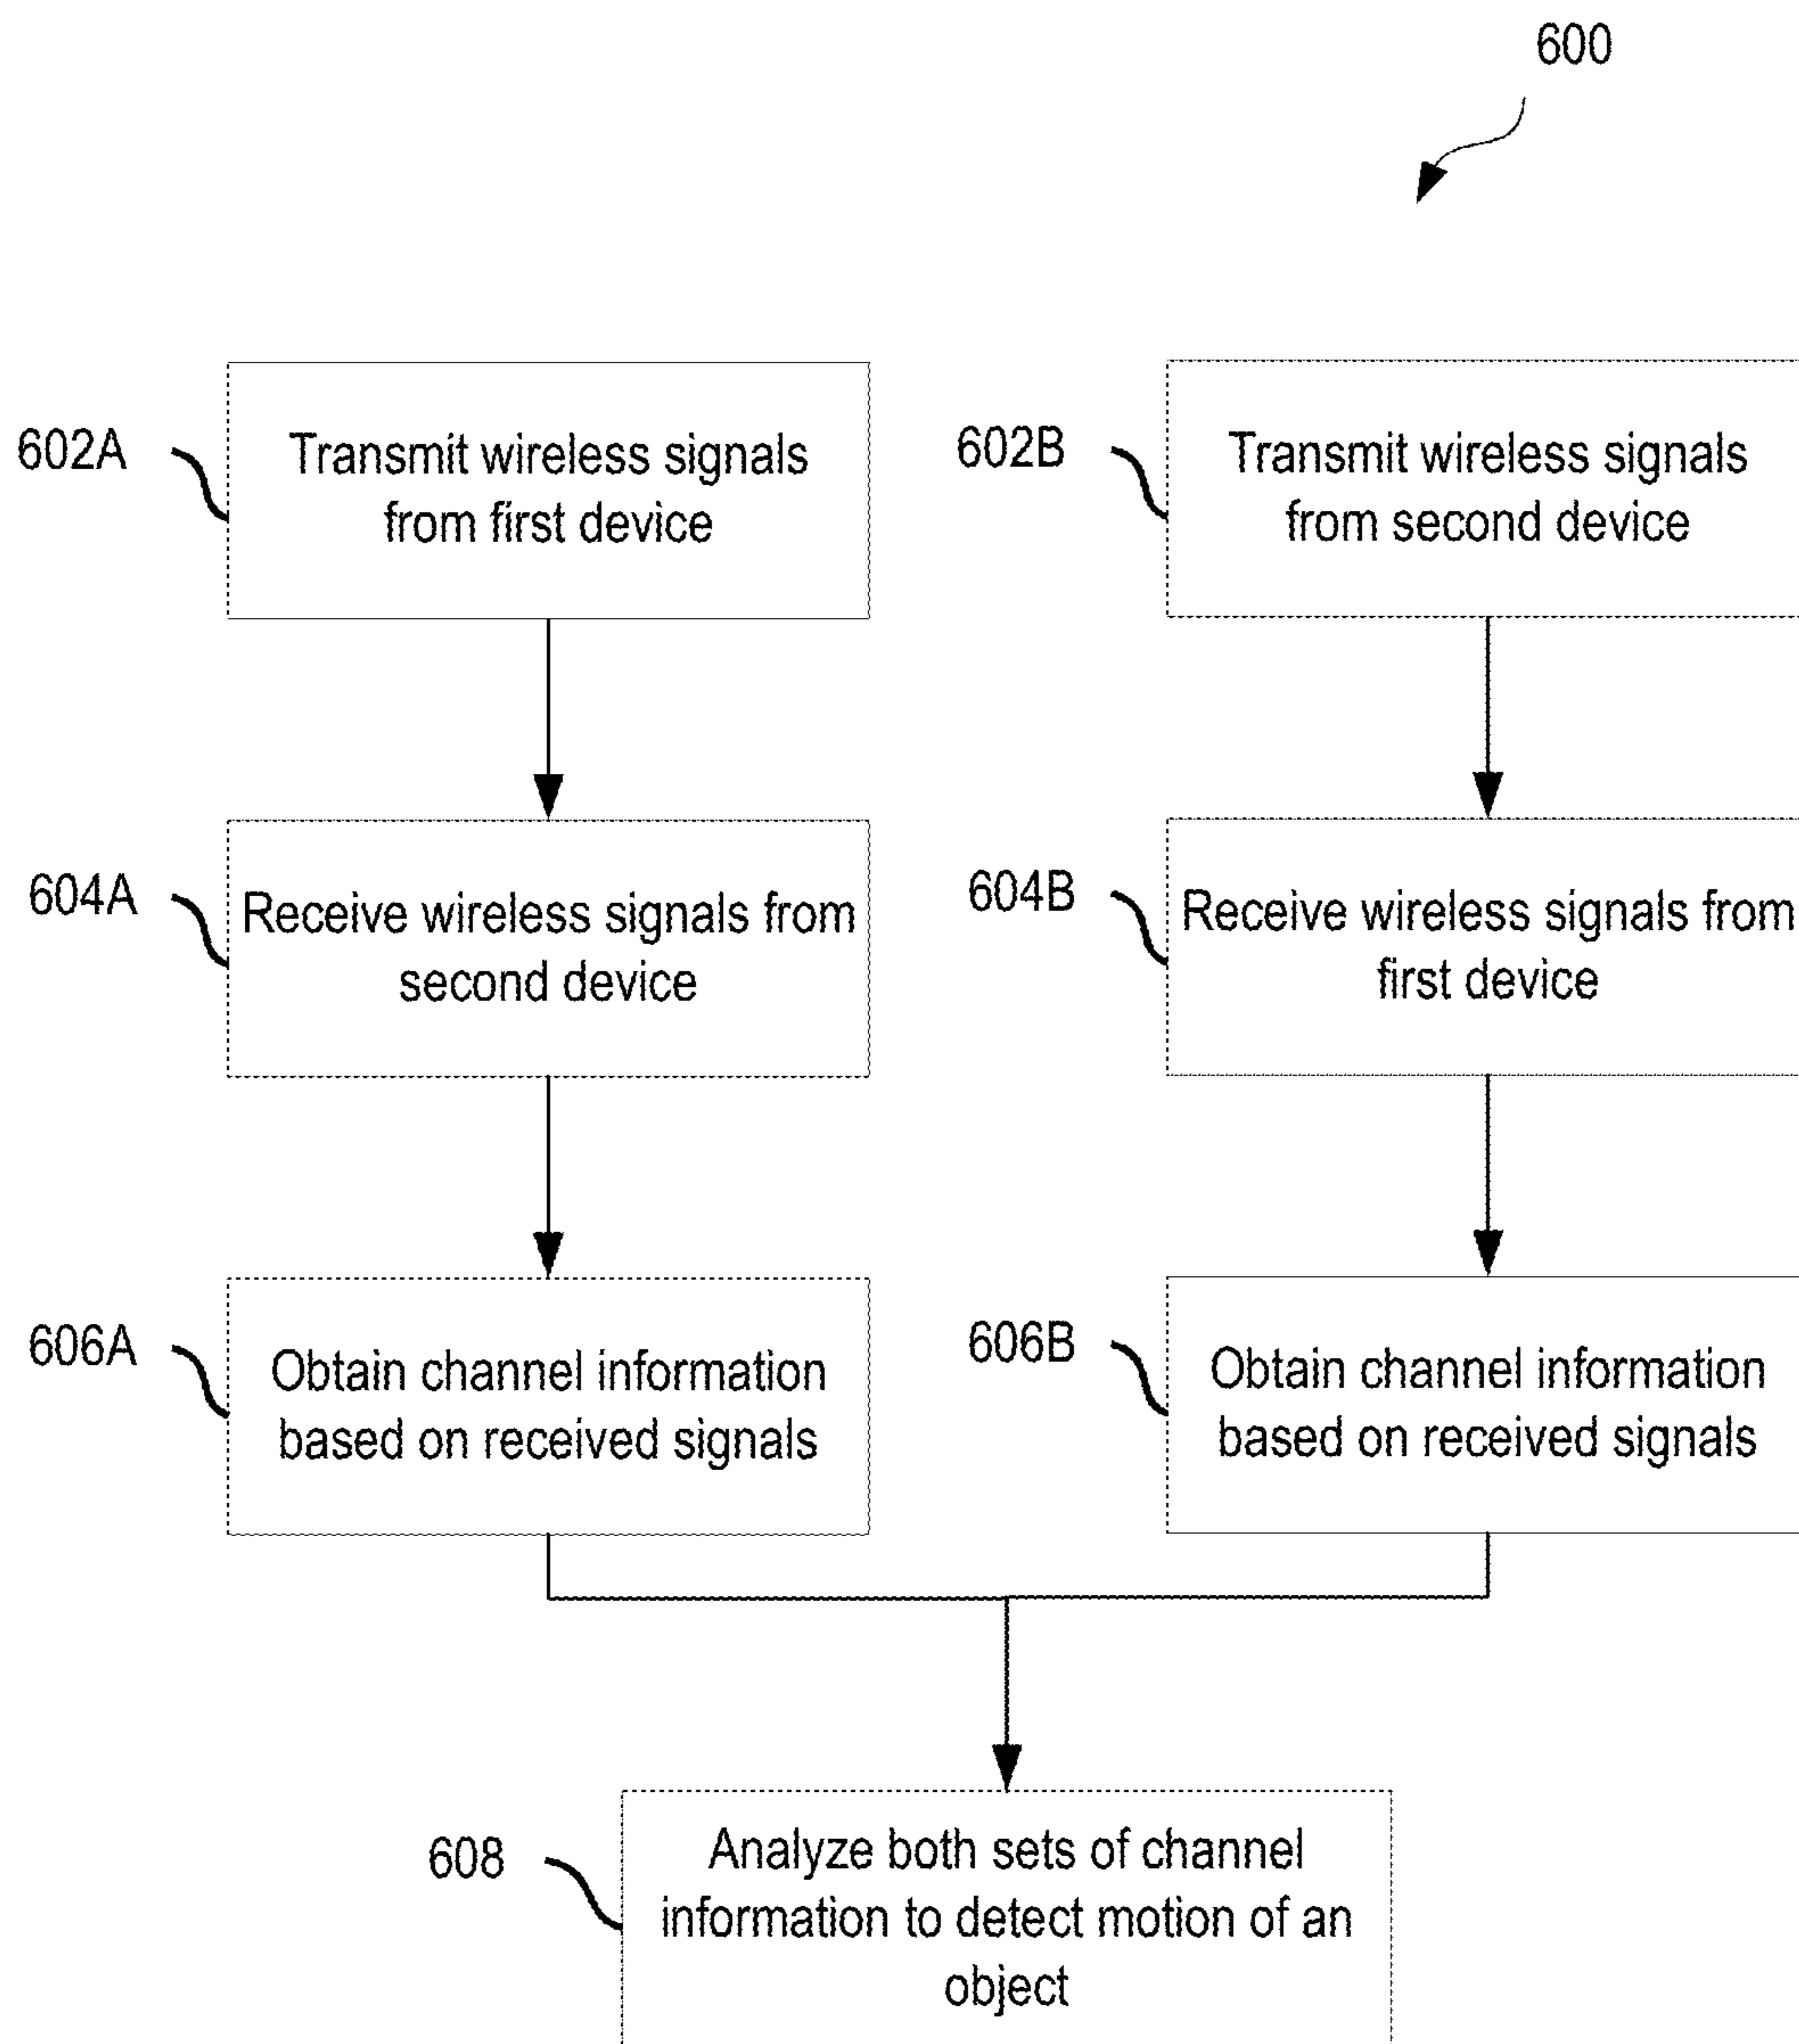 600
602A
Transmit wireless signals
from first device
602B
Transmit wireless signals
from second device
604A
Receive wireless signals from
second device
604B
Receive wireless signals from
first device
606A
Obtain channel information
based on received signals
606B
Obtain channel information
based on received signals
608
Analyze both sets of channel
information to detect motion of an
object